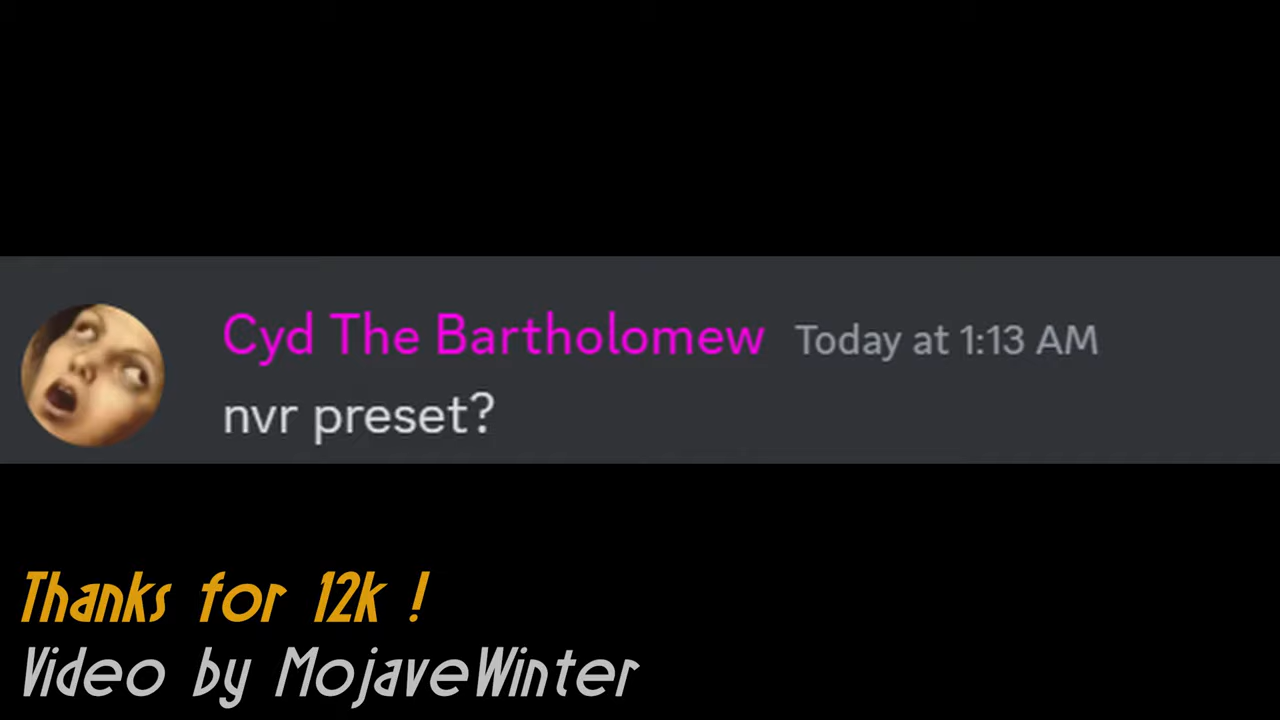 Cyd The Bartholomew Today at 1:13 AM
nvr preset?
Thanks for 12k !
Video by MojaveWinter